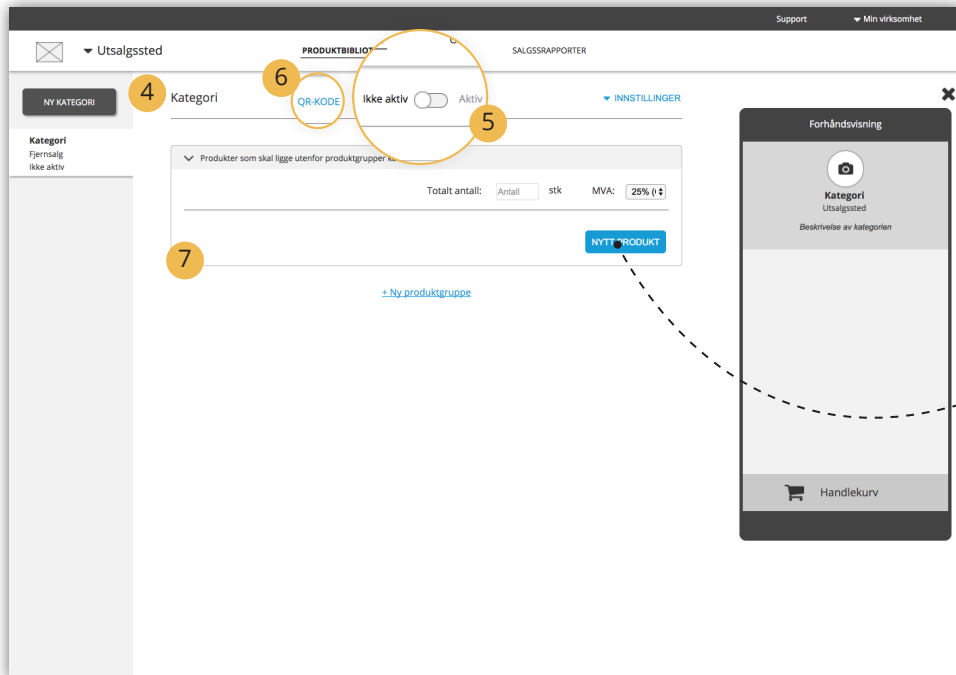 Support
Min virksomhet
Utsalgssted
PRODUKTBIBLIOT
SALGSSRAPPORTER
NY KATEGORI
4
Kategori
6
QR-KODE
Ikke aktiv
Aktiv
5
INNSTILLINGER
Kategori
Fjernsalg
Ikke aktiv
Produkter som skal ligge utenfor produktgrupper
Totalt antall:
Antall
stk
MVA:
25% (
NYTT PRODUKT
7
+ Ny produktgruppe
Forhåndsvisning
Kategori
Utsalgssted
Beskrivelse av kategorien
Handlekurv